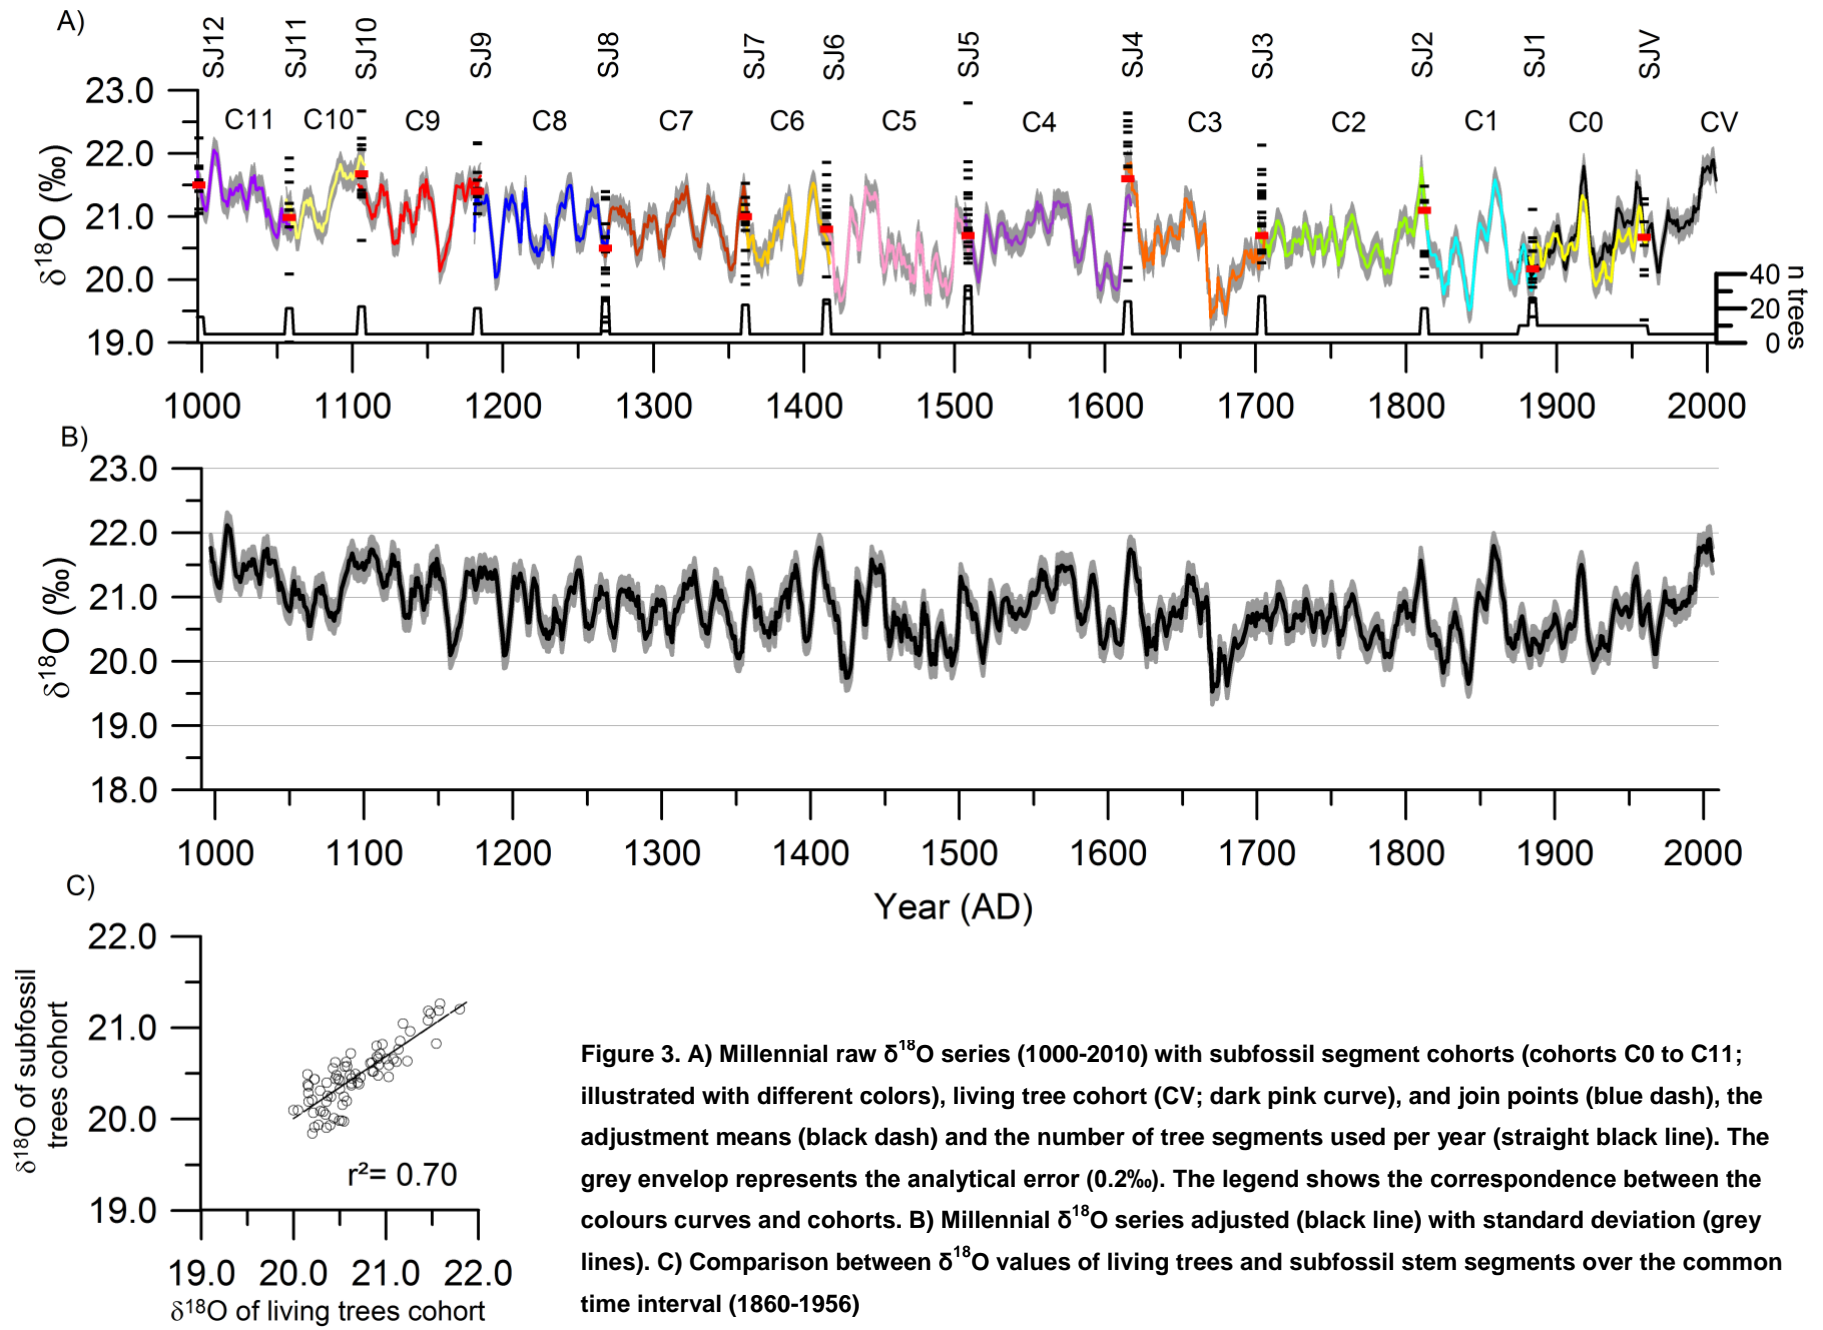 A)
SJ12 SJ11 SJ10 SJ9 SJ8 SJ7 SJ6 SJ5 SJ4 SJ3 SJ2 SJ1 SJV
C11 C10 C9 C8 C7 C6 C5 C4 C3 C2 C1 C0 CV
δ18O (‰)
23.0
22.0
21.0
20.0
19.0
40
20
0
n trees
1000 1100 1200 1300 1400 1500 1600 1700 1800 1900 2000
B)
δ18O (‰)
23.0
22.0
21.0
20.0
19.0
18.0
1000 1100 1200 1300 1400 1500 1600 1700 1800 1900 2000
Year (AD)
C)
δ18O of subfossil
trees cohort
22.0
21.0
20.0
19.0
r²= 0.70
19.0 20.0 21.0 22.0
δ18O of living trees cohort
Figure 3. A) Millennial raw δ18O series (1000-2010) with subfossil segment cohorts (cohorts C0 to C11;
illustrated with different colors), living tree cohort (CV; dark pink curve), and join points (blue dash), the
adjustment means (black dash) and the number of tree segments used per year (straight black line). The
grey envelop represents the analytical error (0.2‰). The legend shows the correspondence between the
colours curves and cohorts. B) Millennial δ18O series adjusted (black line) with standard deviation (grey
lines). C) Comparison between δ18O values of living trees and subfossil stem segments over the common
time interval (1860-1956)